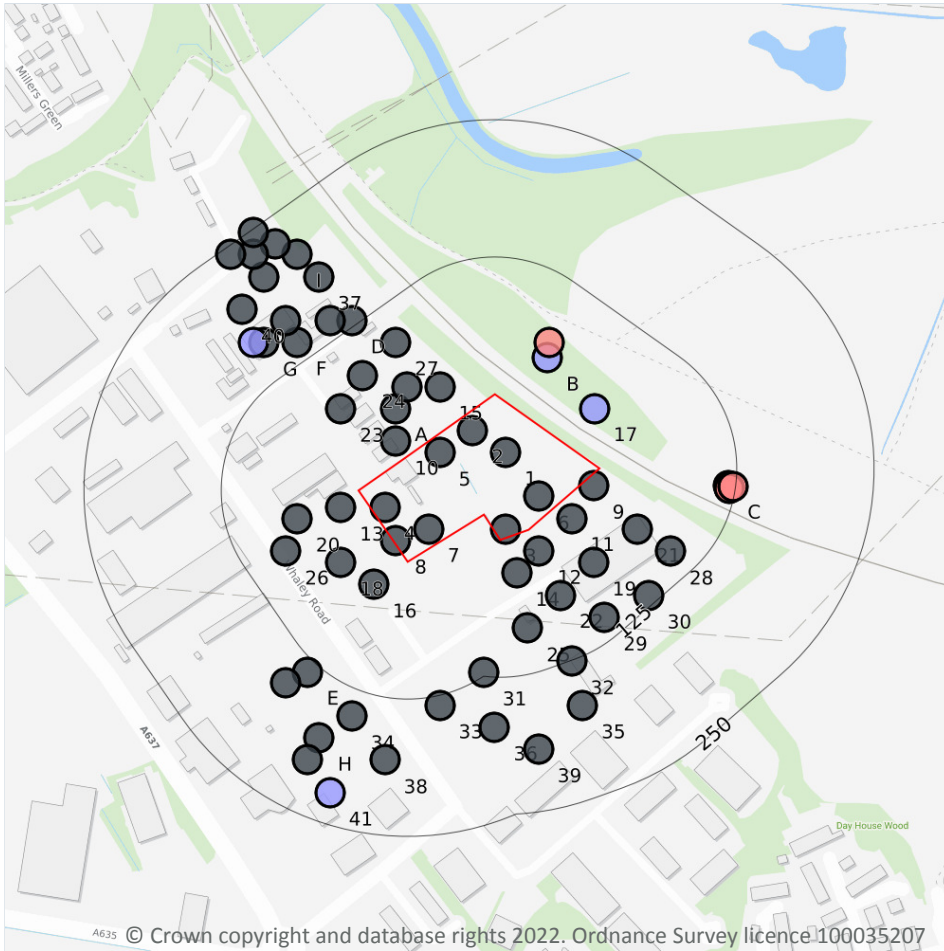 Millers Green
I
37
40
D
G
F
B
27
24
15
17
23
A
2
10
5
1
C
6
9
13
4
3
11
21
20
7
8
12
28
26
18
19
16
14
22
30
Whaley Road
125
29
25
E
31
32
33
35
34
36
250
H
38
39
A637
41
Day House Wood
A635
© Crown copyright and database rights 2022. Ordnance Survey licence 100035207